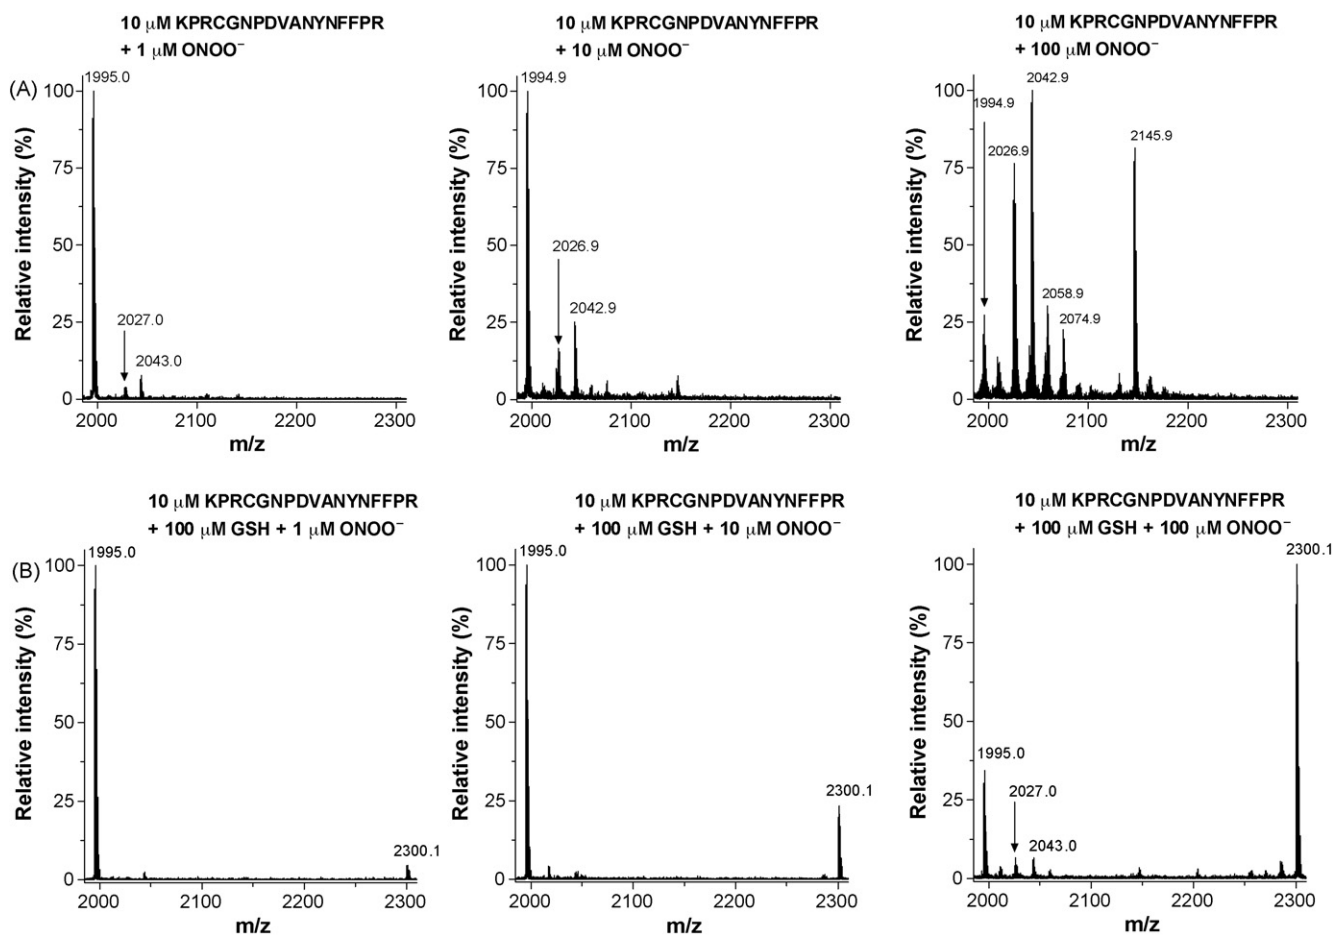 10 μM KPRCGNPDVANYNFFPR
+ 1 μM ONOO⁻
10 μM KPRCGNPDVANYNFFPR
+ 10 μM ONOO⁻
10 μM KPRCGNPDVANYNFFPR
+ 100 μM ONOO⁻
(A)
Relative intensity (%)
100
75
50
25
0
1995.0
2027.0
2043.0
2000 2100 2200 2300
m/z
Relative intensity (%)
100
75
50
25
0
1994.9
2026.9
2042.9
2000 2100 2200 2300
m/z
Relative intensity (%)
100
75
50
25
0
1994.9
2026.9
2042.9
2058.9
2074.9
2145.9
2000 2100 2200 2300
m/z
10 μM KPRCGNPDVANYNFFPR
+ 100 μM GSH + 1 μM ONOO⁻
10 μM KPRCGNPDVANYNFFPR
+ 100 μM GSH + 10 μM ONOO⁻
10 μM KPRCGNPDVANYNFFPR
+ 100 μM GSH + 100 μM ONOO⁻
(B)
Relative intensity (%)
100
75
50
25
0
1995.0
2300.1
2000 2100 2200 2300
m/z
Relative intensity (%)
100
75
50
25
0
1995.0
2300.1
2000 2100 2200 2300
m/z
Relative intensity (%)
100
75
50
25
0
1995.0
2027.0
2043.0
2300.1
2000 2100 2200 2300
m/z